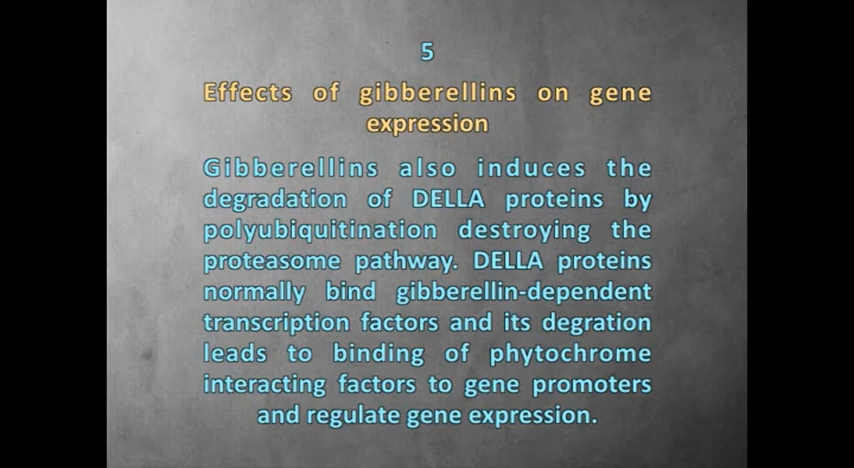 5
Effects of gibberellins on gene
expression
Gibberellins also induces the
degradation of DELLA proteins by
polyubiquitination destroying the
proteasome pathway. DELLA proteins
normally bind gibberellin-dependent
transcription factors and its degration
leads to binding of phytochrome
interacting factors to gene promoters
and regulate gene expression.